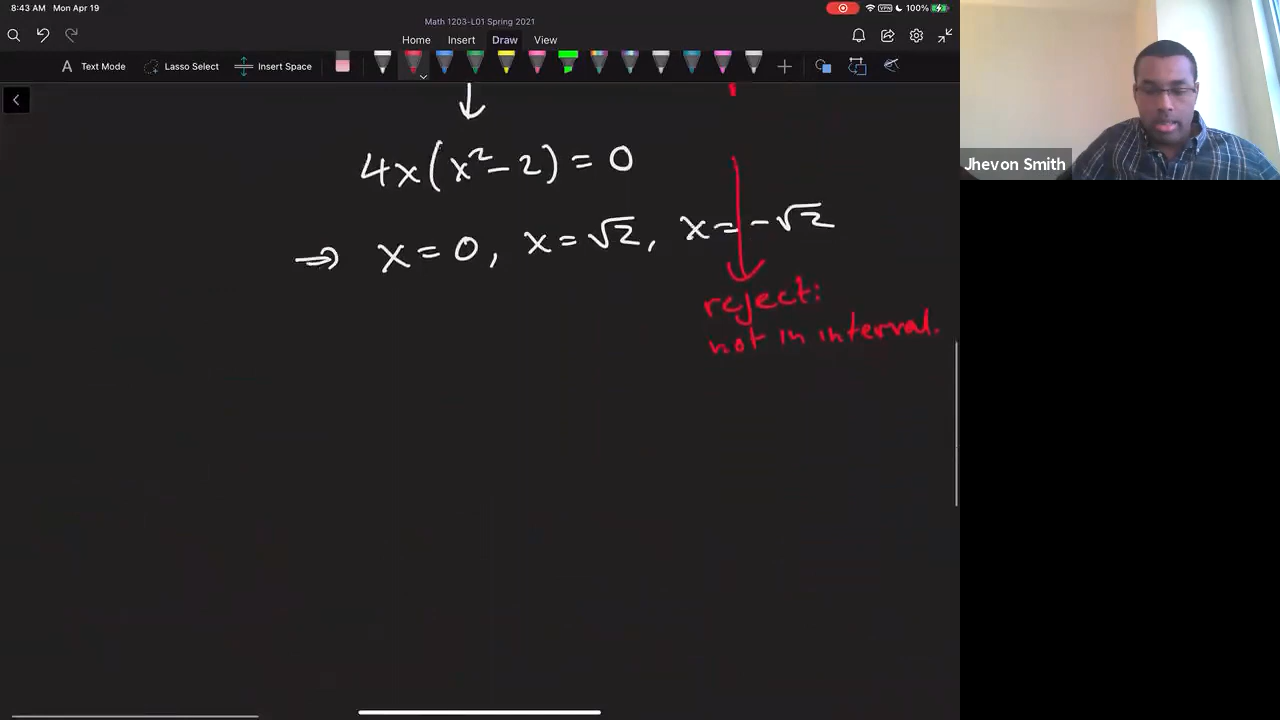 8:43 AM Mon Apr 19
VPN 100%
Math 1203-L01 Spring 2021
Home Insert Draw View
Text Mode Lasso Select Insert Space
4x(x²-2) = 0
⇒ x = 0, x = √2, x = -√2
reject:
not in interval.
Jhevon Smith